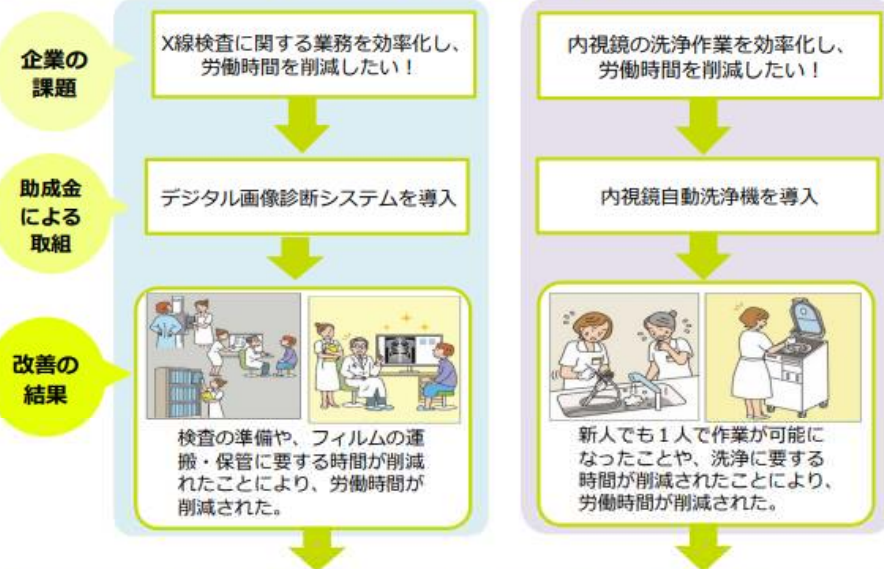 企業の
課題
X線検査に関する業務を効率化し、
労働時間を削減したい！
内視鏡の洗浄作業を効率化し、
労働時間を削減したい！
助成金
による
取組
デジタル画像診断システムを導入
内視鏡自動洗浄機を導入
改善の
結果
検査の準備や、フィルムの運
搬・保管に要する時間が削減
れたことにより、労働時間が
削減された。
新人でも１人で作業が可能に
なったことや、洗浄に要する
時間が削減されたことにより、
労働時間が削減された。